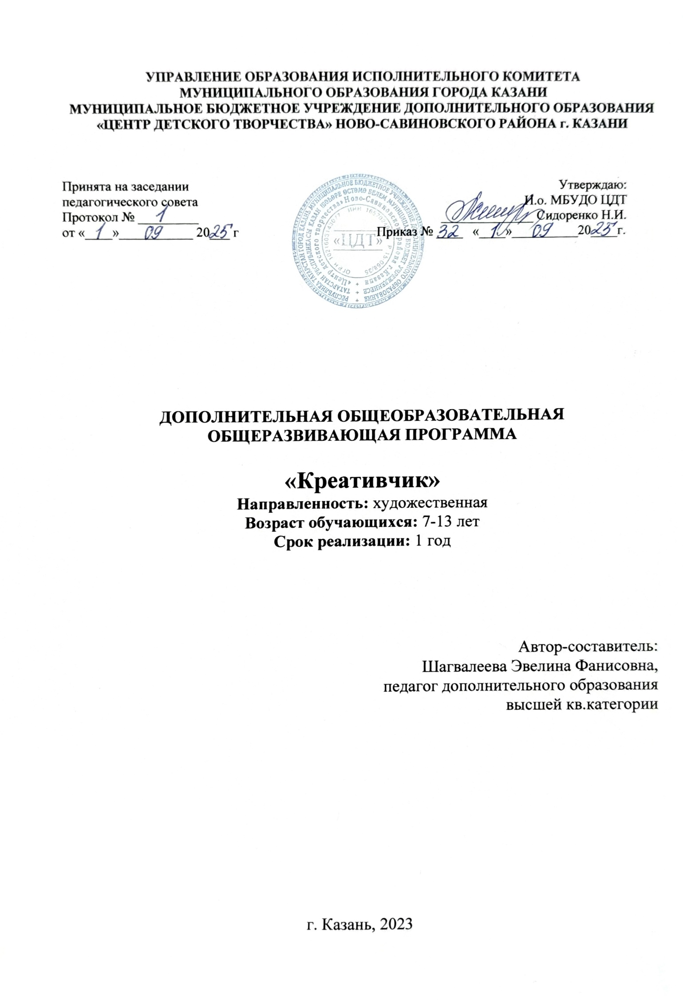 УПРАВЛЕНИЕ ОБРАЗОВАНИЯ ИСПОЛНИТЕЛЬНОГО КОМИТЕТА
МУНИЦИПАЛЬНОГО ОБРАЗОВАНИЯ ГОРОДА КАЗАНИ
МУНИЦИПАЛЬНОЕ БЮДЖЕТНОЕ УЧРЕЖДЕНИЕ ДОПОЛНИТЕЛЬНОГО ОБРАЗОВАНИЯ
«ЦЕНТР ДЕТСКОГО ТВОРЧЕСТВА» НОВО-САВИНОВСКОГО РАЙОНА г. КАЗАНИ
Принята на заседании
педагогического совета
Протокол № 1
от « 1 » 09 2025 г
«ЦДТ»
Утверждаю:
И.о. МБУДО ЦДТ
Сидоренко Н.И.
Приказ № 32 « 1 » 09 2025 г.
ДОПОЛНИТЕЛЬНАЯ ОБЩЕОБРАЗОВАТЕЛЬНАЯ
ОБЩЕРАЗВИВАЮЩАЯ ПРОГРАММА
«Креативчик»
Направленность: художественная
Возраст обучающихся: 7-13 лет
Срок реализации: 1 год
Автор-составитель:
Шагвалеева Эвелина Фанисовна,
педагог дополнительного образования
высшей кв.категории
г. Казань, 2023